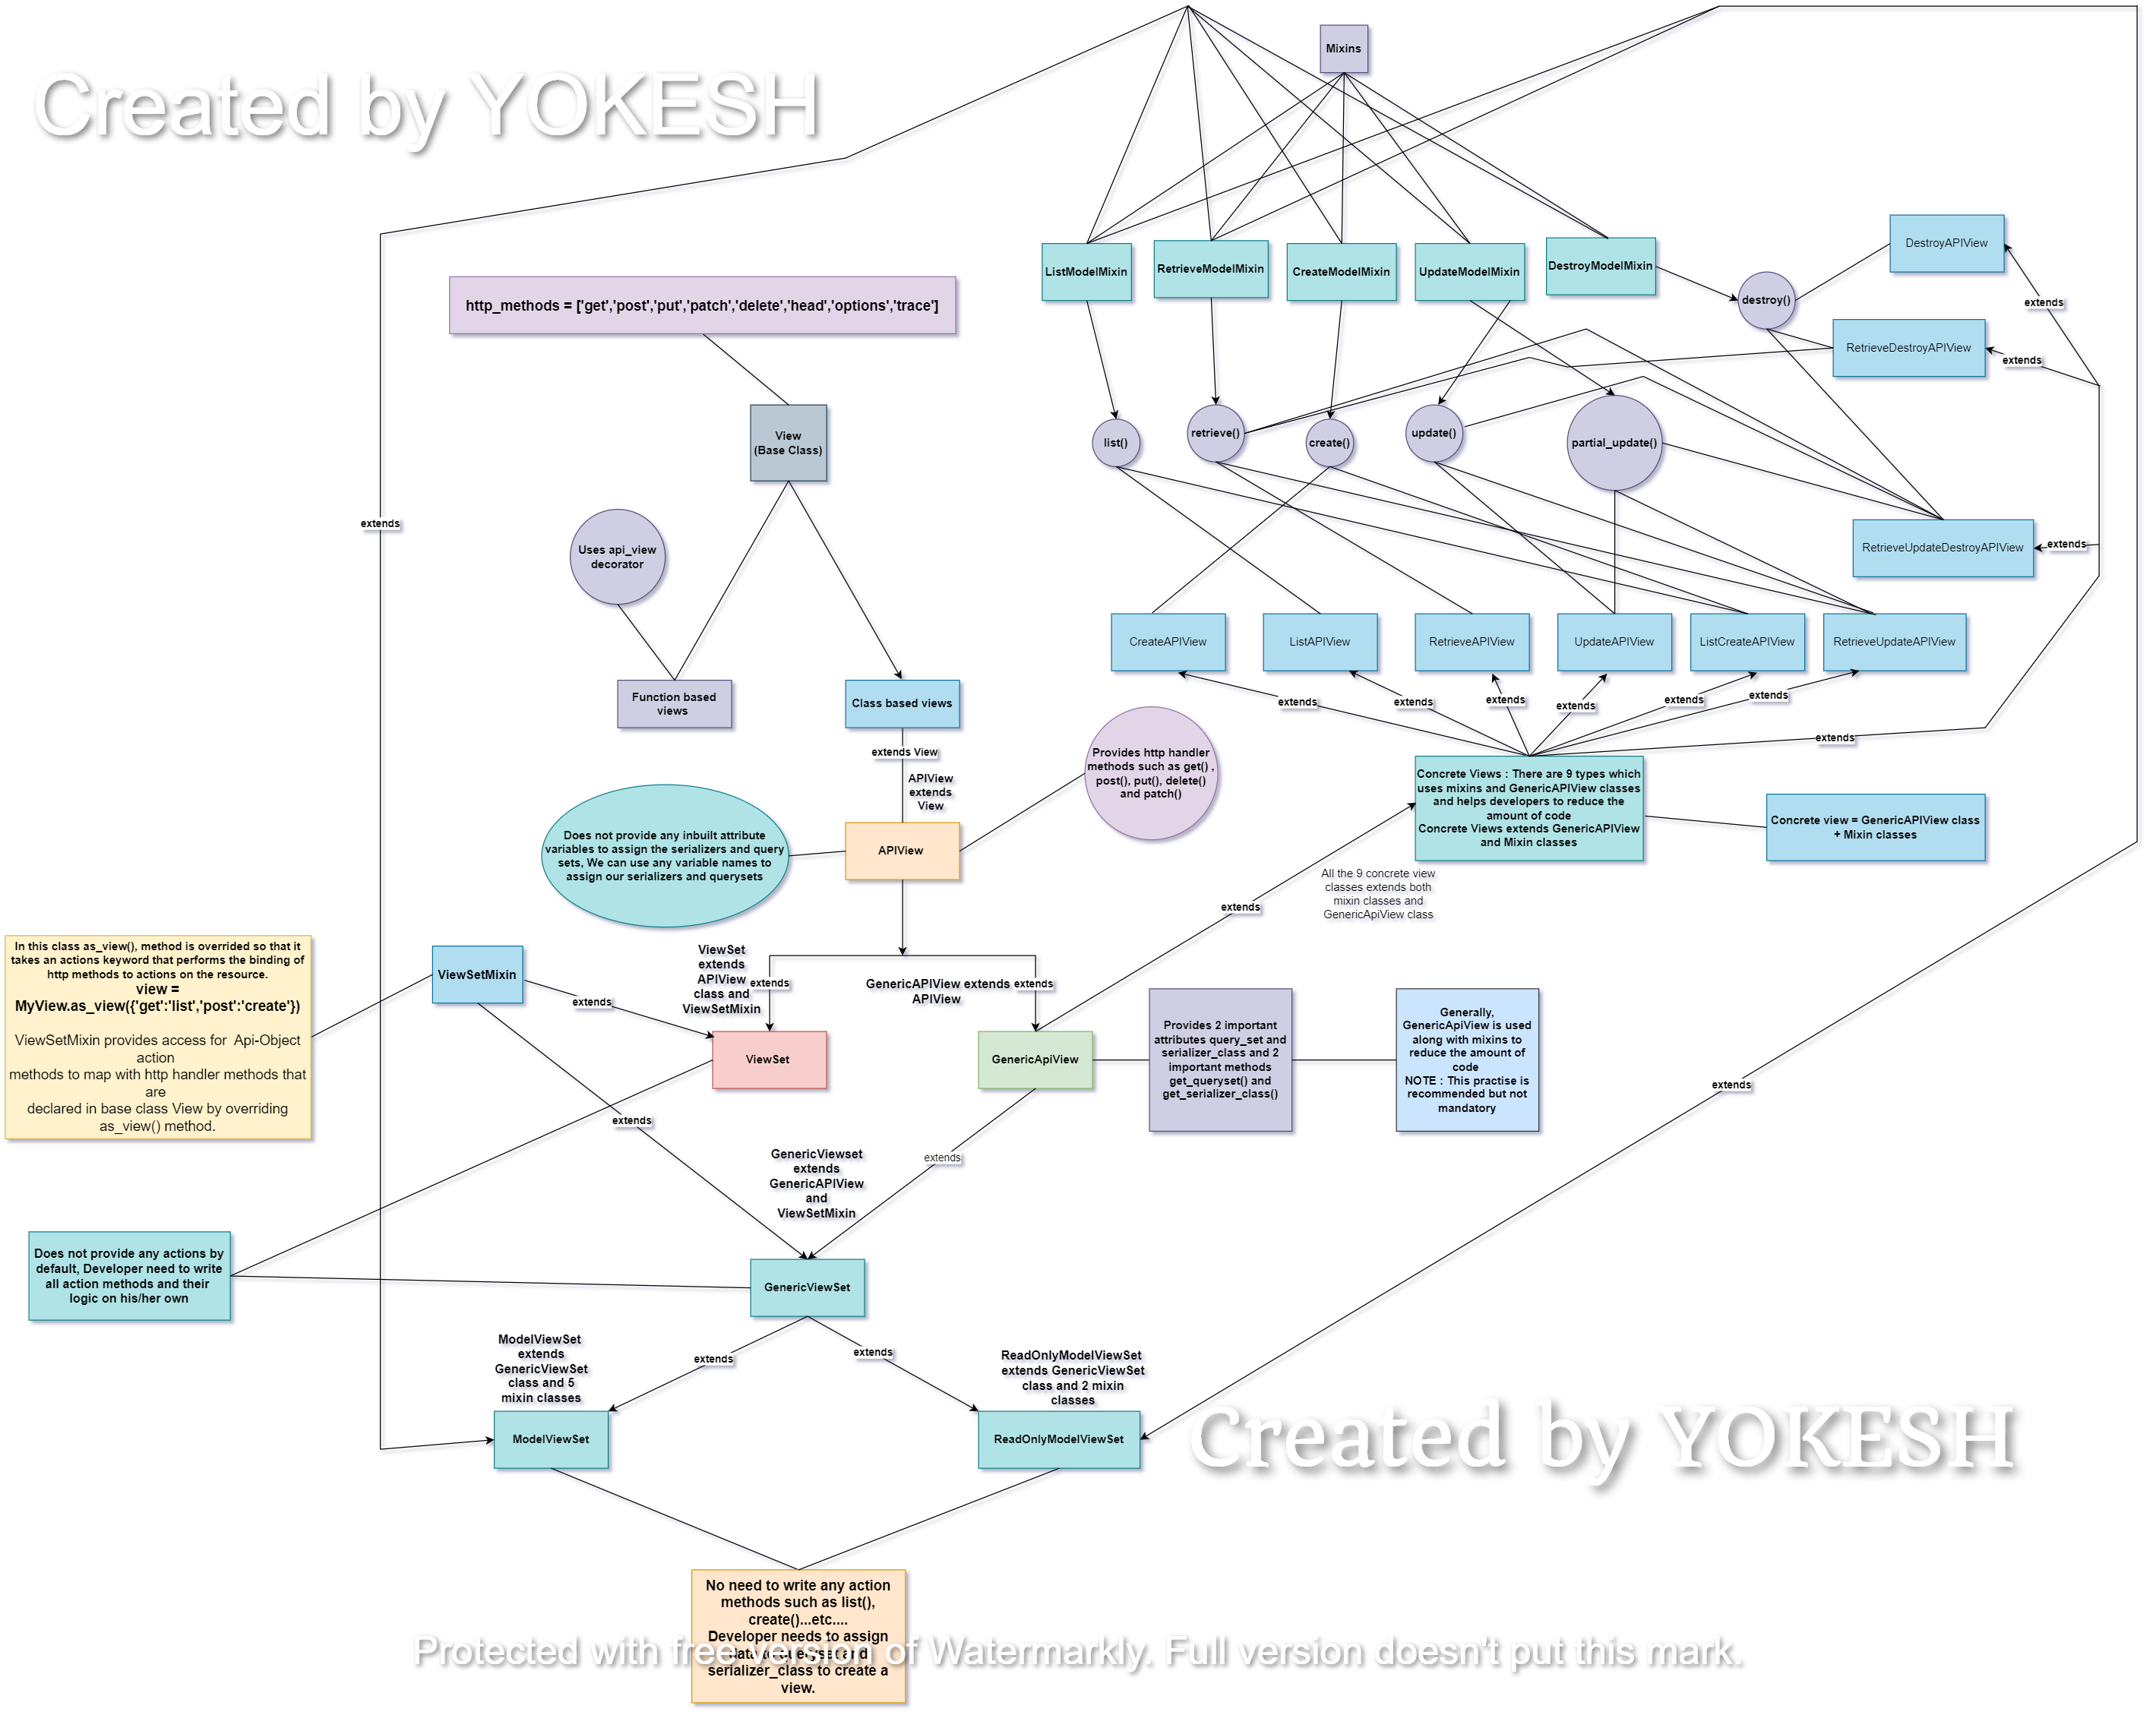 Mixins
Created by YOKESH
DestroyAPIView
ListModelMixin
RetrieveModelMixin
CreateModelMixin
UpdateModelMixin
DestroyModelMixin
destroy()
extends
http_methods = ['get','post','put','patch','delete','head','options','trace']
RetrieveDestroyAPIView
extends
View
(Base Class)
list()
retrieve()
create()
update()
partial_update()
extends
Uses api_view
decorator
RetrieveUpdateDestroyAPIView
extends
CreateAPIView
ListAPIView
RetrieveAPIView
UpdateAPIView
ListCreateAPIView
RetrieveUpdateAPIView
Function based
views
Class based views
extends
extends
extends
extends
extends
extends
extends
extends View
APIView
extends
View
Provides http handler
methods such as get() ,
post(), put(), delete()
and patch()
Concrete Views : There are 9 types which
uses mixins and GenericAPIView classes
and helps developers to reduce the
amount of code
Concrete Views extends GenericAPIView
and Mixin classes
Concrete view = GenericAPIView class
+ Mixin classes
Does not provide any inbuilt attribute
variables to assign the serializers and query
sets, We can use any variable names to
assign our serializers and querysets
APIView
All the 9 concrete view
classes extends both
mixin classes and
GenericApiView class
extends
In this class as_view(), method is overrided so that it
takes an actions keyword that performs the binding of
http methods to actions on the resource.
view =
MyView.as_view({'get':'list','post':'create'})
ViewSetMixin provides access for  Api-Object
action
methods to map with http handler methods that
are
declared in base class View by overriding
as_view() method.
ViewSetMixin
extends
ViewSet
extends
APIView
class and
ViewSetMixin
extends
GenericAPIView extends
APIView
extends
ViewSet
GenericApiView
Provides 2 important
attributes query_set and
serializer_class and 2
important methods
get_queryset() and
get_serializer_class()
Generally,
GenericApiView is used
along with mixins to
reduce the amount of
code
NOTE : This practise is
recommended but not
mandatory
extends
extends
GenericViewset
extends
GenericAPIView
and
ViewSetMixin
extends
Does not provide any actions by
default, Developer need to write
all action methods and their
logic on his/her own
GenericViewSet
ModelViewSet
extends
GenericViewSet
class and 5
mixin classes
extends
extends
ReadOnlyModelViewSet
extends GenericViewSet
class and 2 mixin
classes
ModelViewSet
ReadOnlyModelViewSet
Created by YOKESH
No need to write any action
methods such as list(),
create()...etc....
Developer needs to assign
data to queryset and
serializer_class to create a
view.
Protected with free version of Watermarkly. Full version doesn't put this mark.